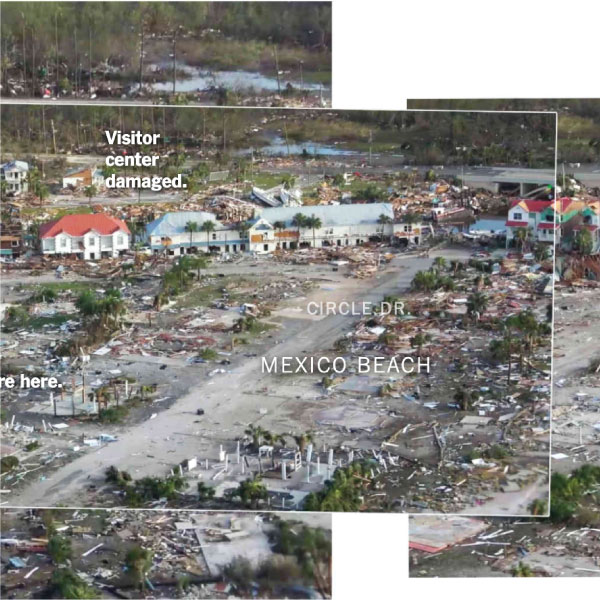 Visitor
center
damaged.
CIRCLE DR.
MEXICO BEACH
re here.